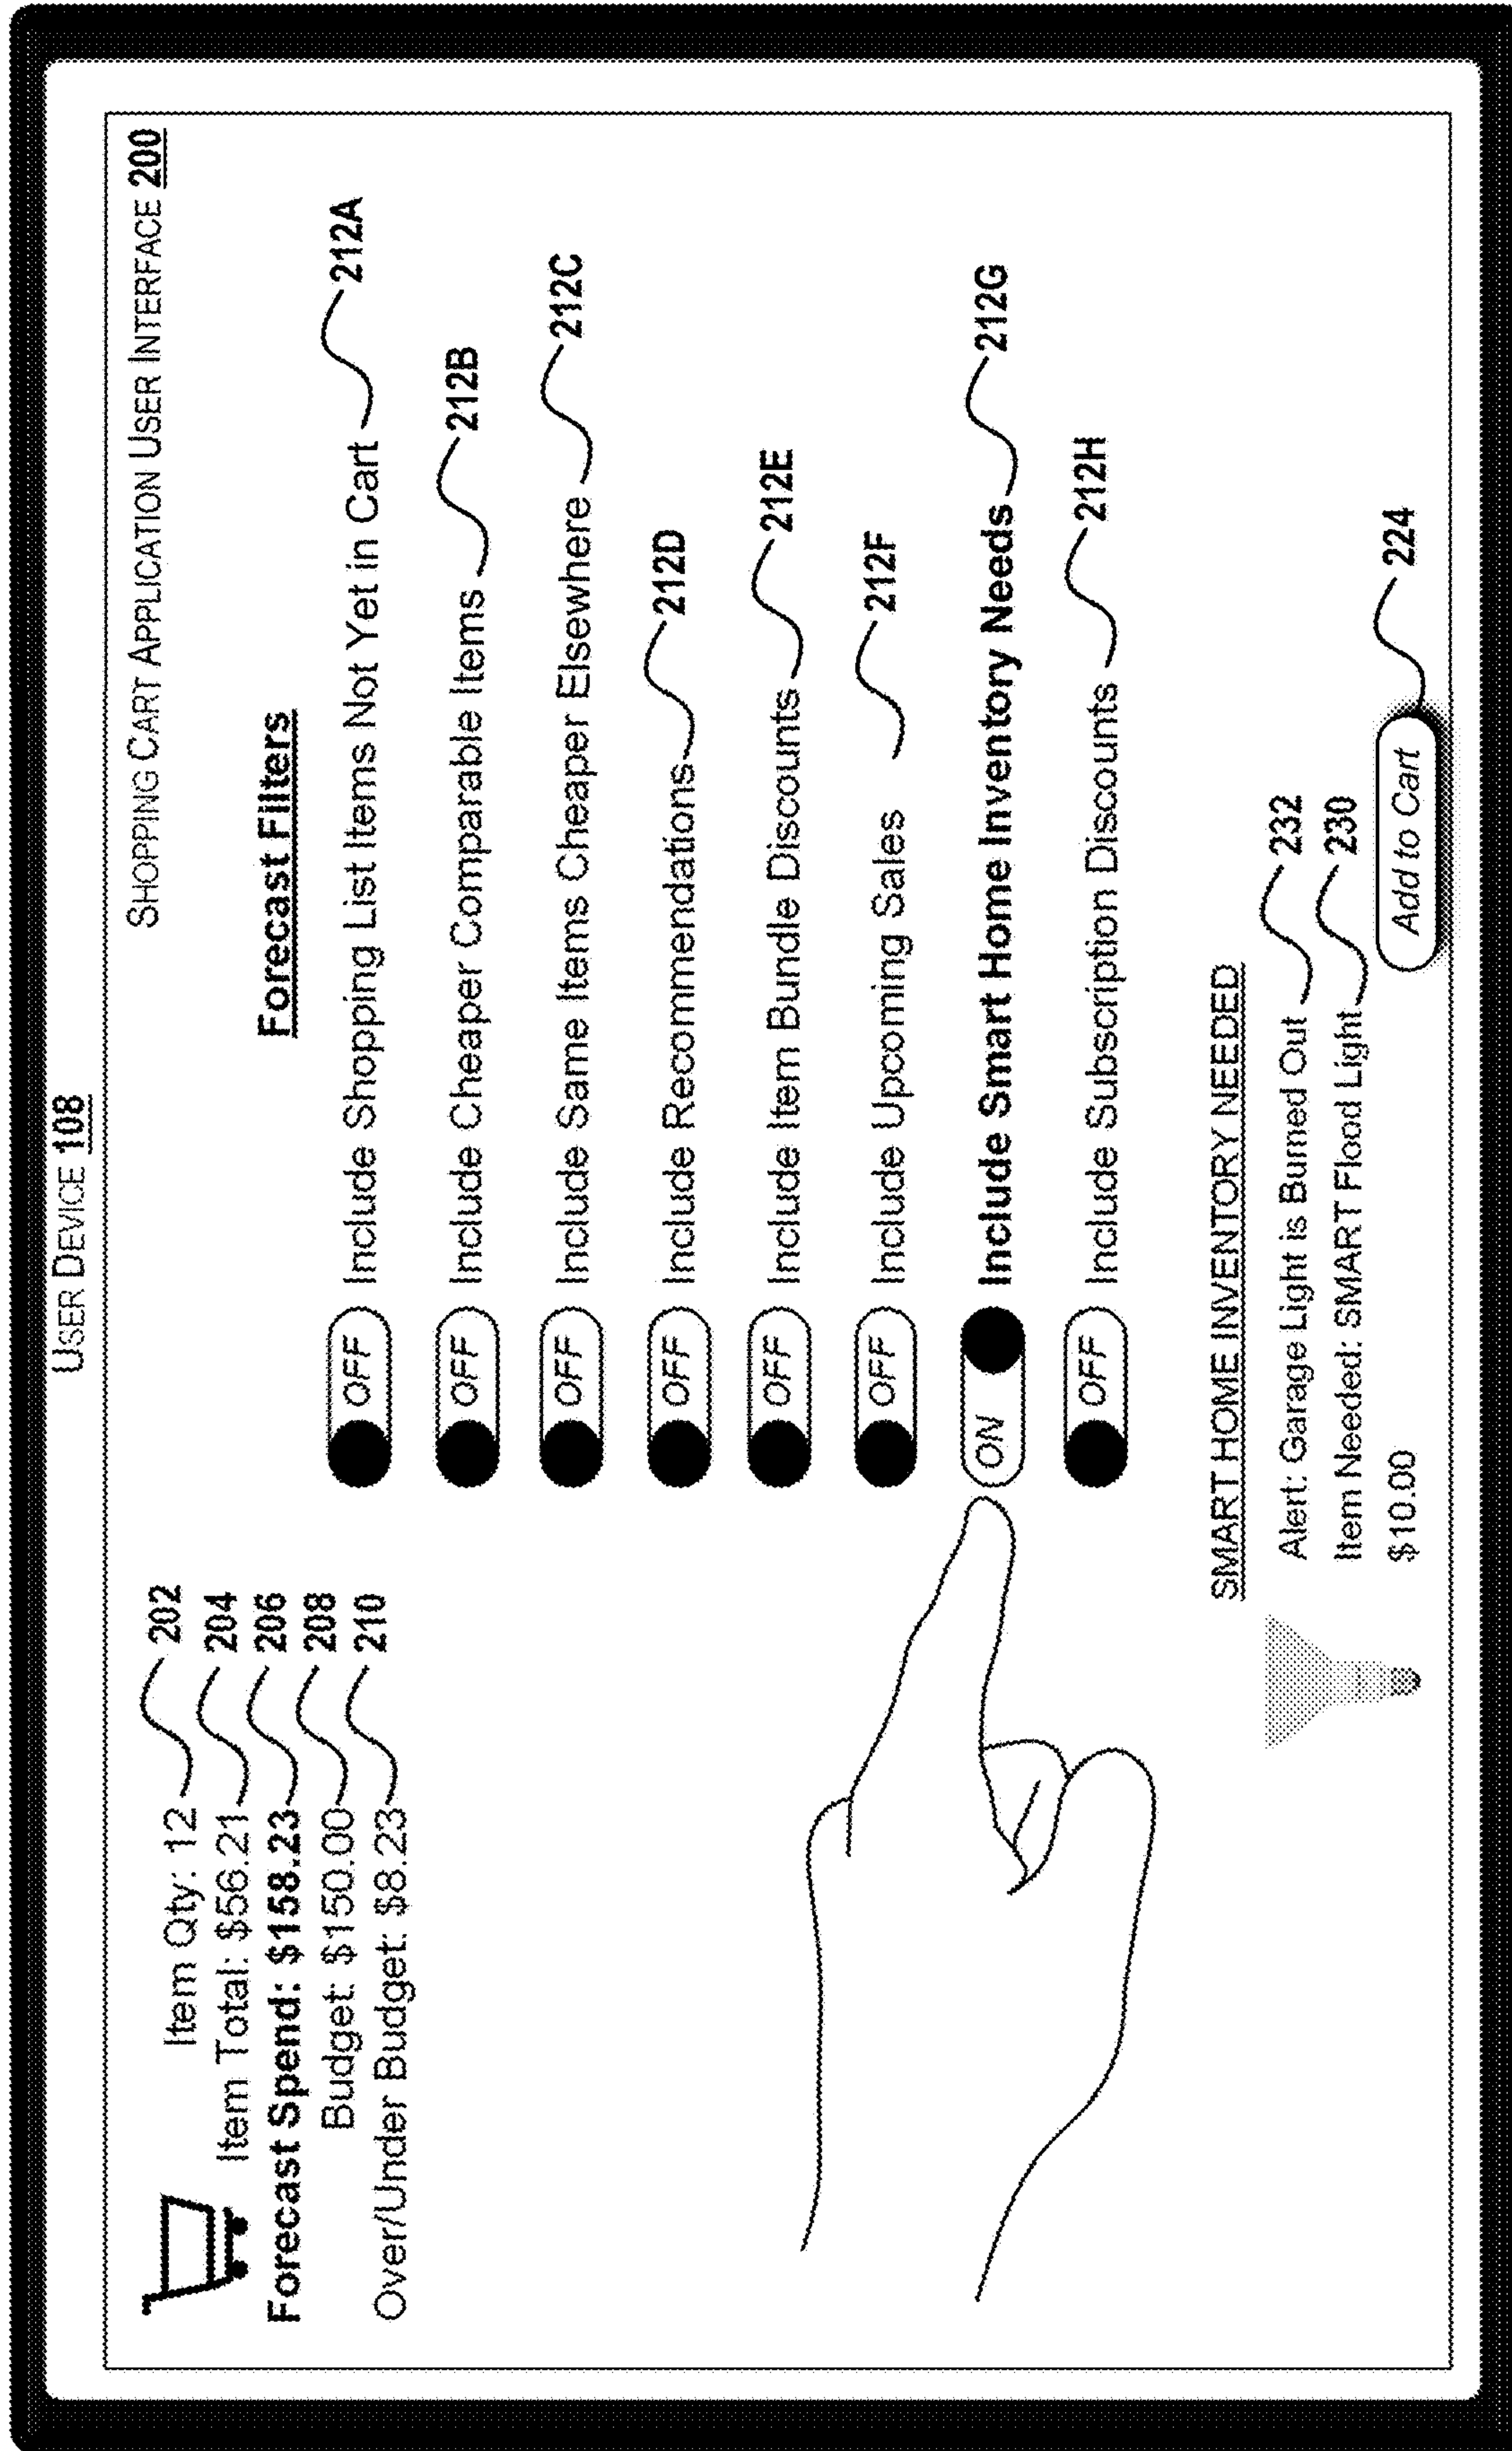 USER DEVICE 108
SHOPPING CART APPLICATION USER INTERFACE 200
Item Qty: 12 202
Item Total: $56.21 204
Forecast Spend: $158.23 206
Budget: $150.00 208
Over/Under Budget: $8.23 210
Forecast Filters
OFF Include Shopping List Items Not Yet in Cart 212A
OFF Include Cheaper Comparable Items 212B
OFF Include Same Items Cheaper Elsewhere 212C
OFF Include Recommendations 212D
OFF Include Item Bundle Discounts 212E
OFF Include Upcoming Sales 212F
ON Include Smart Home Inventory Needs 212G
OFF Include Subscription Discounts 212H
SMART HOME INVENTORY NEEDED
Alert: Garage Light is Burned Out 232
Item Needed: SMART Flood Light 230
$10.00 Add to Cart 224